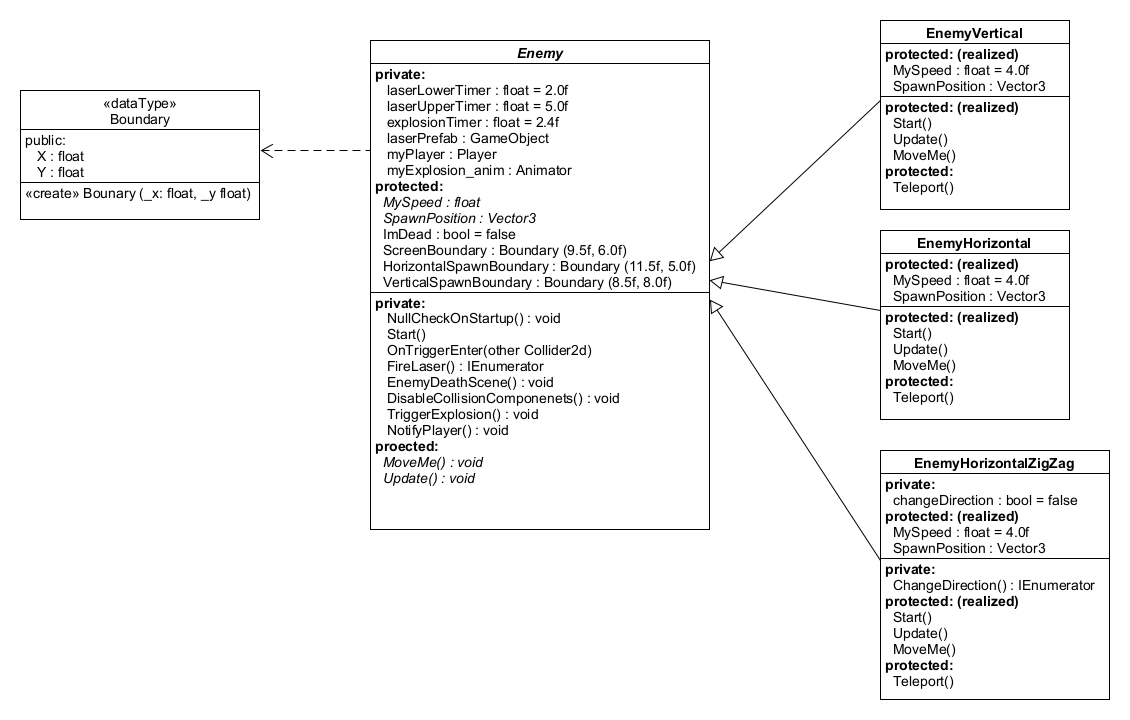 «dataType»
Boundary
public:
X : float
Y : float
«create» Bounary (_x: float, _y float)
Enemy
private:
laserLowerTimer : float = 2.0f
laserUpperTimer : float = 5.0f
explosionTimer : float = 2.4f
laserPrefab : GameObject
myPlayer : Player
myExplosion_anim : Animator
protected:
MySpeed : float
SpawnPosition : Vector3
ImDead : bool = false
ScreenBoundary : Boundary (9.5f, 6.0f)
HorizontalSpawnBoundary : Boundary (11.5f, 5.0f)
VerticalSpawnBoundary : Boundary (8.5f, 8.0f)
private:
NullCheckOnStartup() : void
Start()
OnTriggerEnter(other Collider2d)
FireLaser() : IEnumerator
EnemyDeathScene() : void
DisableCollisionComponenets() : void
TriggerExplosion() : void
NotifyPlayer() : void
proected:
MoveMe() : void
Update() : void
EnemyVertical
protected: (realized)
MySpeed : float = 4.0f
SpawnPosition : Vector3
protected: (realized)
Start()
Update()
MoveMe()
protected:
Teleport()
EnemyHorizontal
protected: (realized)
MySpeed : float = 4.0f
SpawnPosition : Vector3
protected: (realized)
Start()
Update()
MoveMe()
protected:
Teleport()
EnemyHorizontalZigZag
private:
changeDirection : bool = false
protected: (realized)
MySpeed : float = 4.0f
SpawnPosition : Vector3
private:
ChangeDirection() : IEnumerator
protected: (realized)
Start()
Update()
MoveMe()
protected:
Teleport()